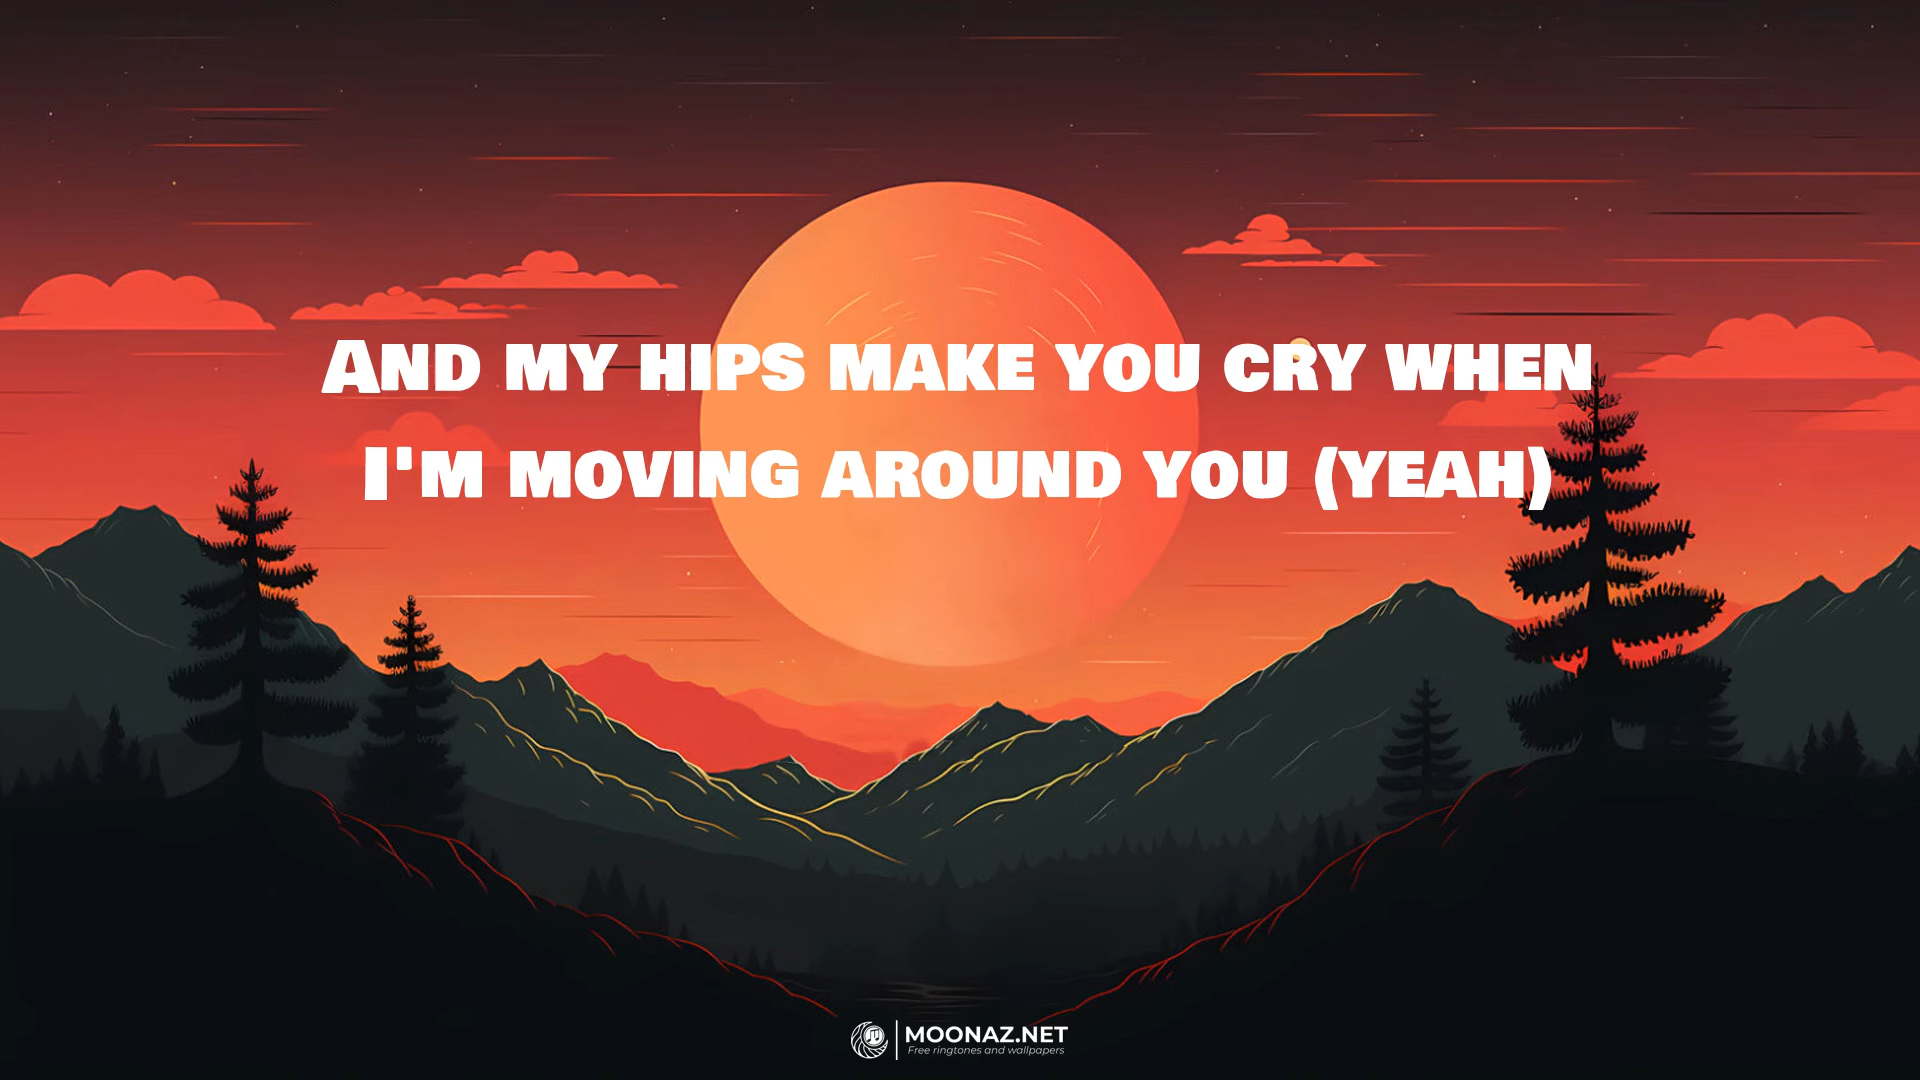 And my hips make you cry when
I'm moving around you (yeah)
MOONAZ.NET
Free ringtones and wallpapers